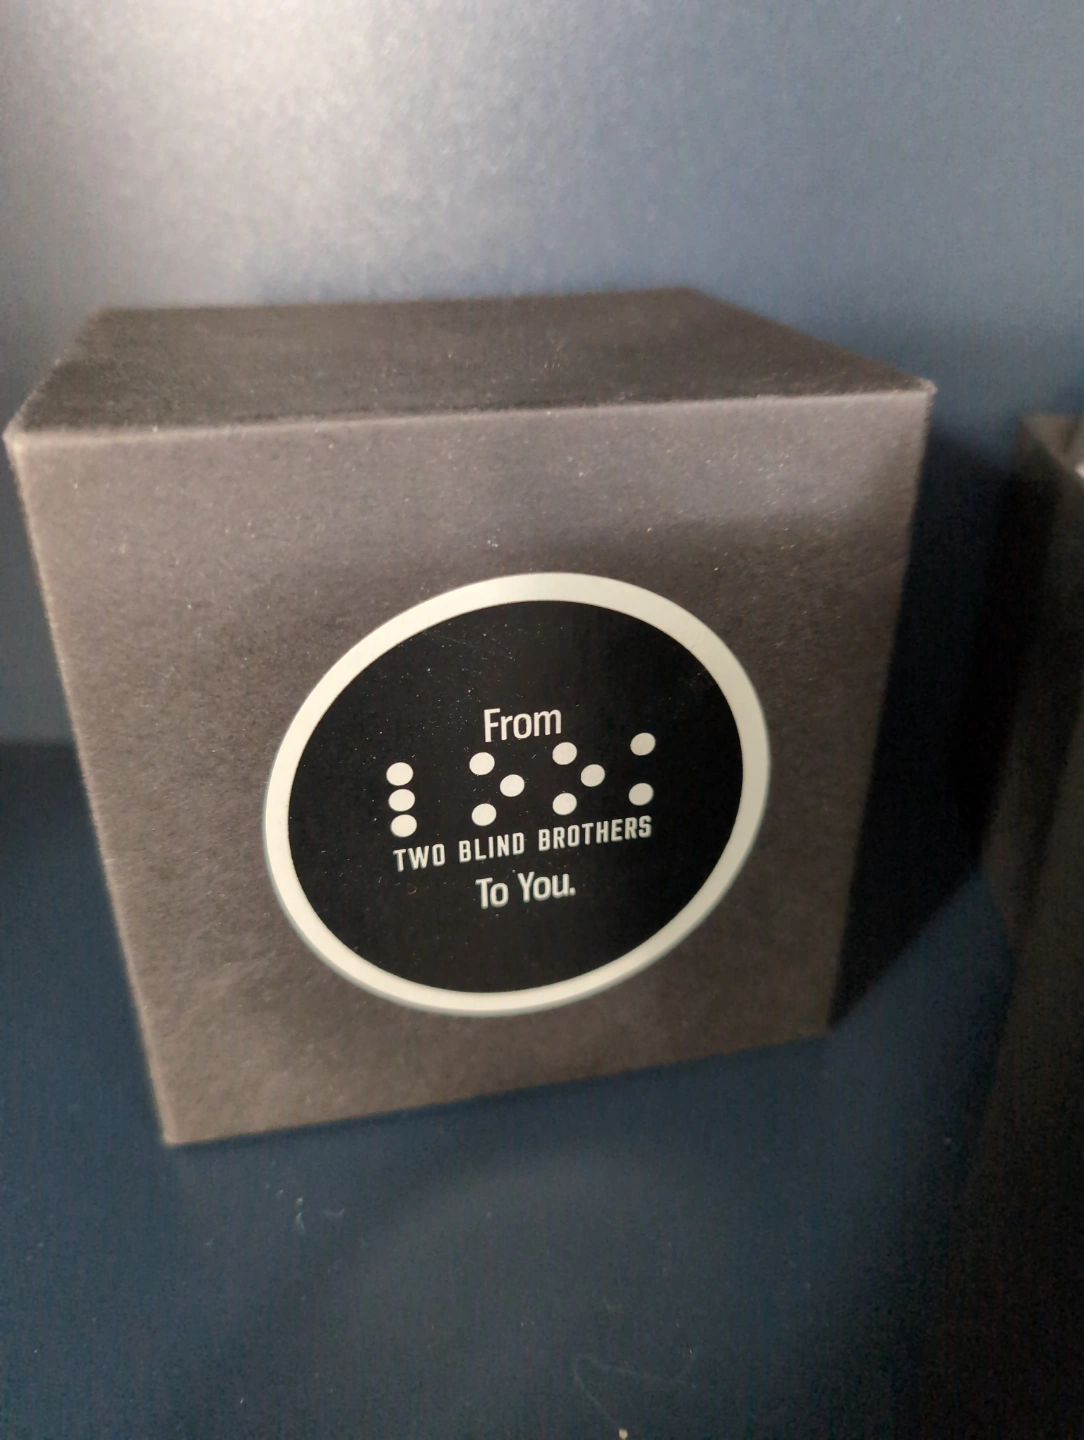 From
⠇⠕⠕⠅
TWO BLIND BROTHERS
To You.